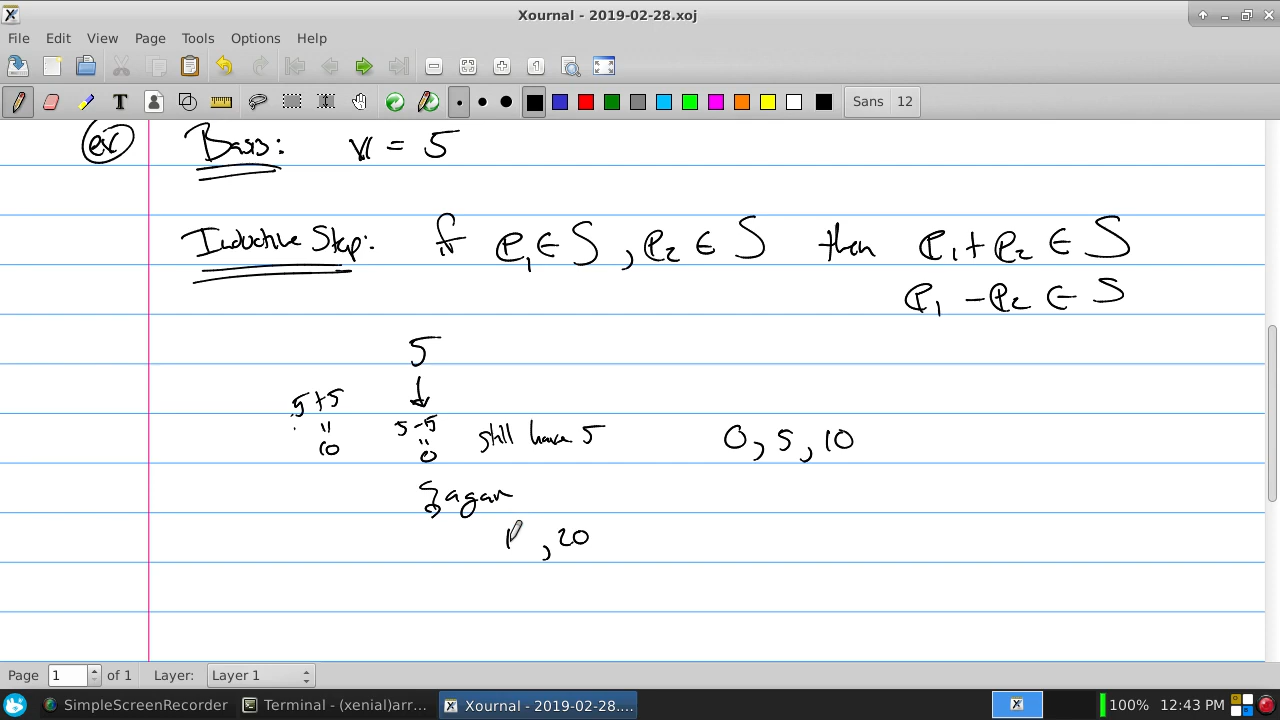 Xournal - 2019-02-28.xoj
File Edit View Page Tools Options Help
Sans 12
ex Basis: = 5
Inductive Step: if e₁ ∈ S, e₂ ∈ S then e₁ + e₂ ∈ S
e₁ - e₂ ∈ S
5
5+5 5-5 still have 5 0, 5, 10
= =
10 0
again
, 20
Page 1 of 1 Layer: Layer 1
SimpleScreenRecorder Terminal - (xenial)arr... Xournal - 2019-02-28.... 100% 12:43 PM